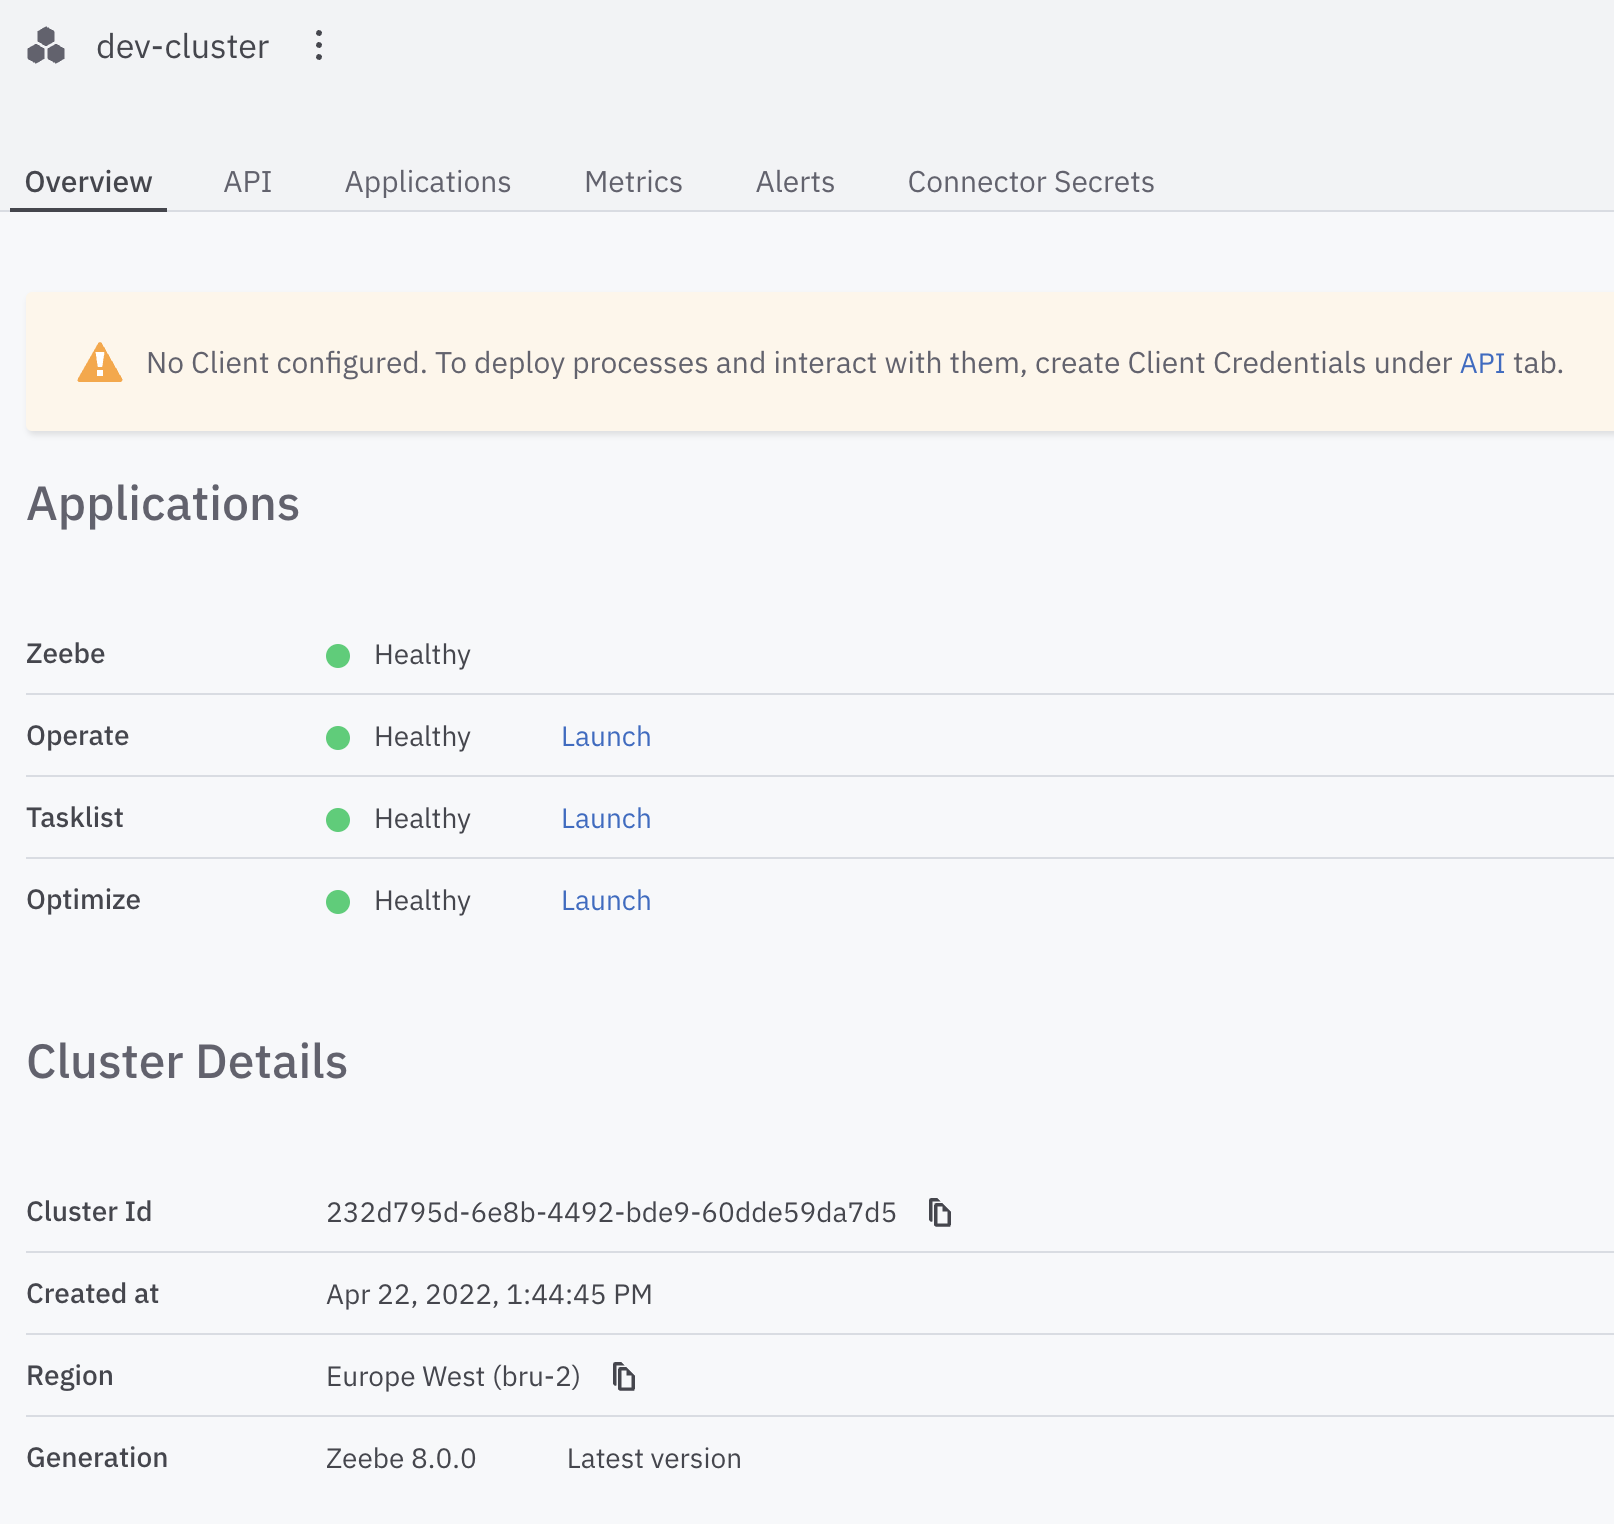 dev-cluster
Overview API Applications Metrics Alerts Connector Secrets
No Client configured. To deploy processes and interact with them, create Client Credentials under API tab.
Applications
Zeebe Healthy
Operate Healthy Launch
Tasklist Healthy Launch
Optimize Healthy Launch
Cluster Details
Cluster Id 232d795d-6e8b-4492-bde9-60dde59da7d5
Created at Apr 22, 2022, 1:44:45 PM
Region Europe West (bru-2)
Generation Zeebe 8.0.0 Latest version